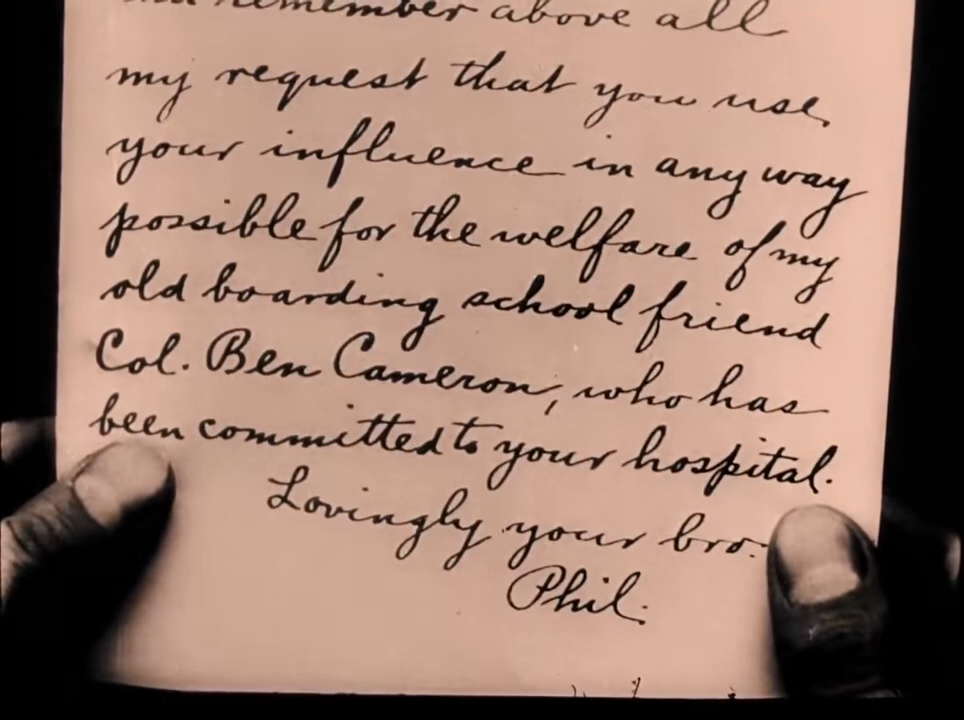 and remember above all
my request that you use
your influence in any way
possible for the welfare of my
old boarding school friend
Col. Ben Cameron, who has
been committed to your hospital.
Lovingly your bro.
Phil.